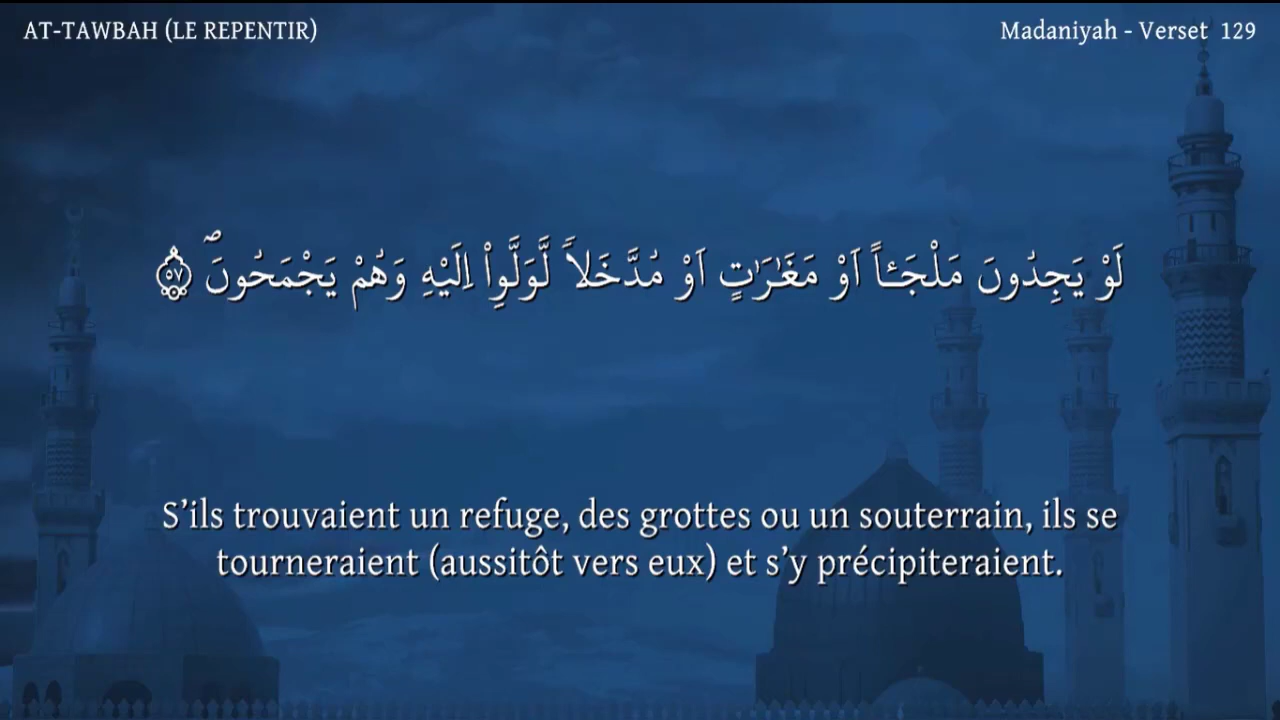 AT-TAWBAH (LE REPENTIR)
Madaniyah - Verset 129
لَوْ يَجِدُونَ مَلْجَـٔاً اَوْ مَغَـٰرَٰتٍ اَوْ مُدَّخَلاً لَّوَلَّوِاْ اِلَيْهِ وَهُمْ يَجْمَحُونَۖ ۝٥٧
S’ils trouvaient un refuge, des grottes ou un souterrain, ils se
tourneraient (aussitôt vers eux) et s’y précipiteraient.